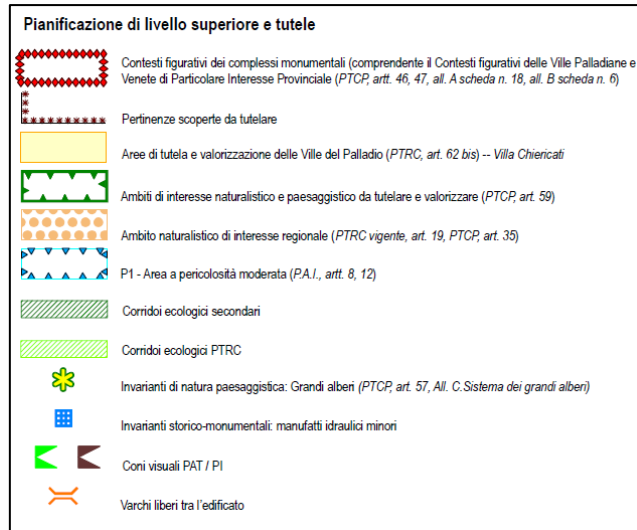 Pianificazione di livello superiore e tutele
Contesti figurativi dei complessi monumentali (comprendente il Contesti figurativi delle Ville Palladiane e
Venete di Particolare Interesse Provinciale (PTCP, artt. 46, 47, all. A scheda n. 18, all. B scheda n. 6)
Pertinenze scoperte da tutelare
Aree di tutela e valorizzazione delle Ville del Palladio (PTRC, art. 62 bis) -- Villa Chiericati
Ambiti di interesse naturalistico e paesaggistico da tutelare e valorizzare (PTCP, art. 59)
Ambito naturalistico di interesse regionale (PTRC vigente, art. 19, PTCP, art. 35)
P1 - Area a pericolosità moderata (P.A.I., artt. 8, 12)
Corridoi ecologici secondari
Corridoi ecologici PTRC
Invarianti di natura paesaggistica: Grandi alberi (PTCP, art. 57, All. C.Sistema dei grandi alberi)
Invarianti storico-monumentali: manufatti idraulici minori
Coni visuali PAT / PI
Varchi liberi tra l'edificato